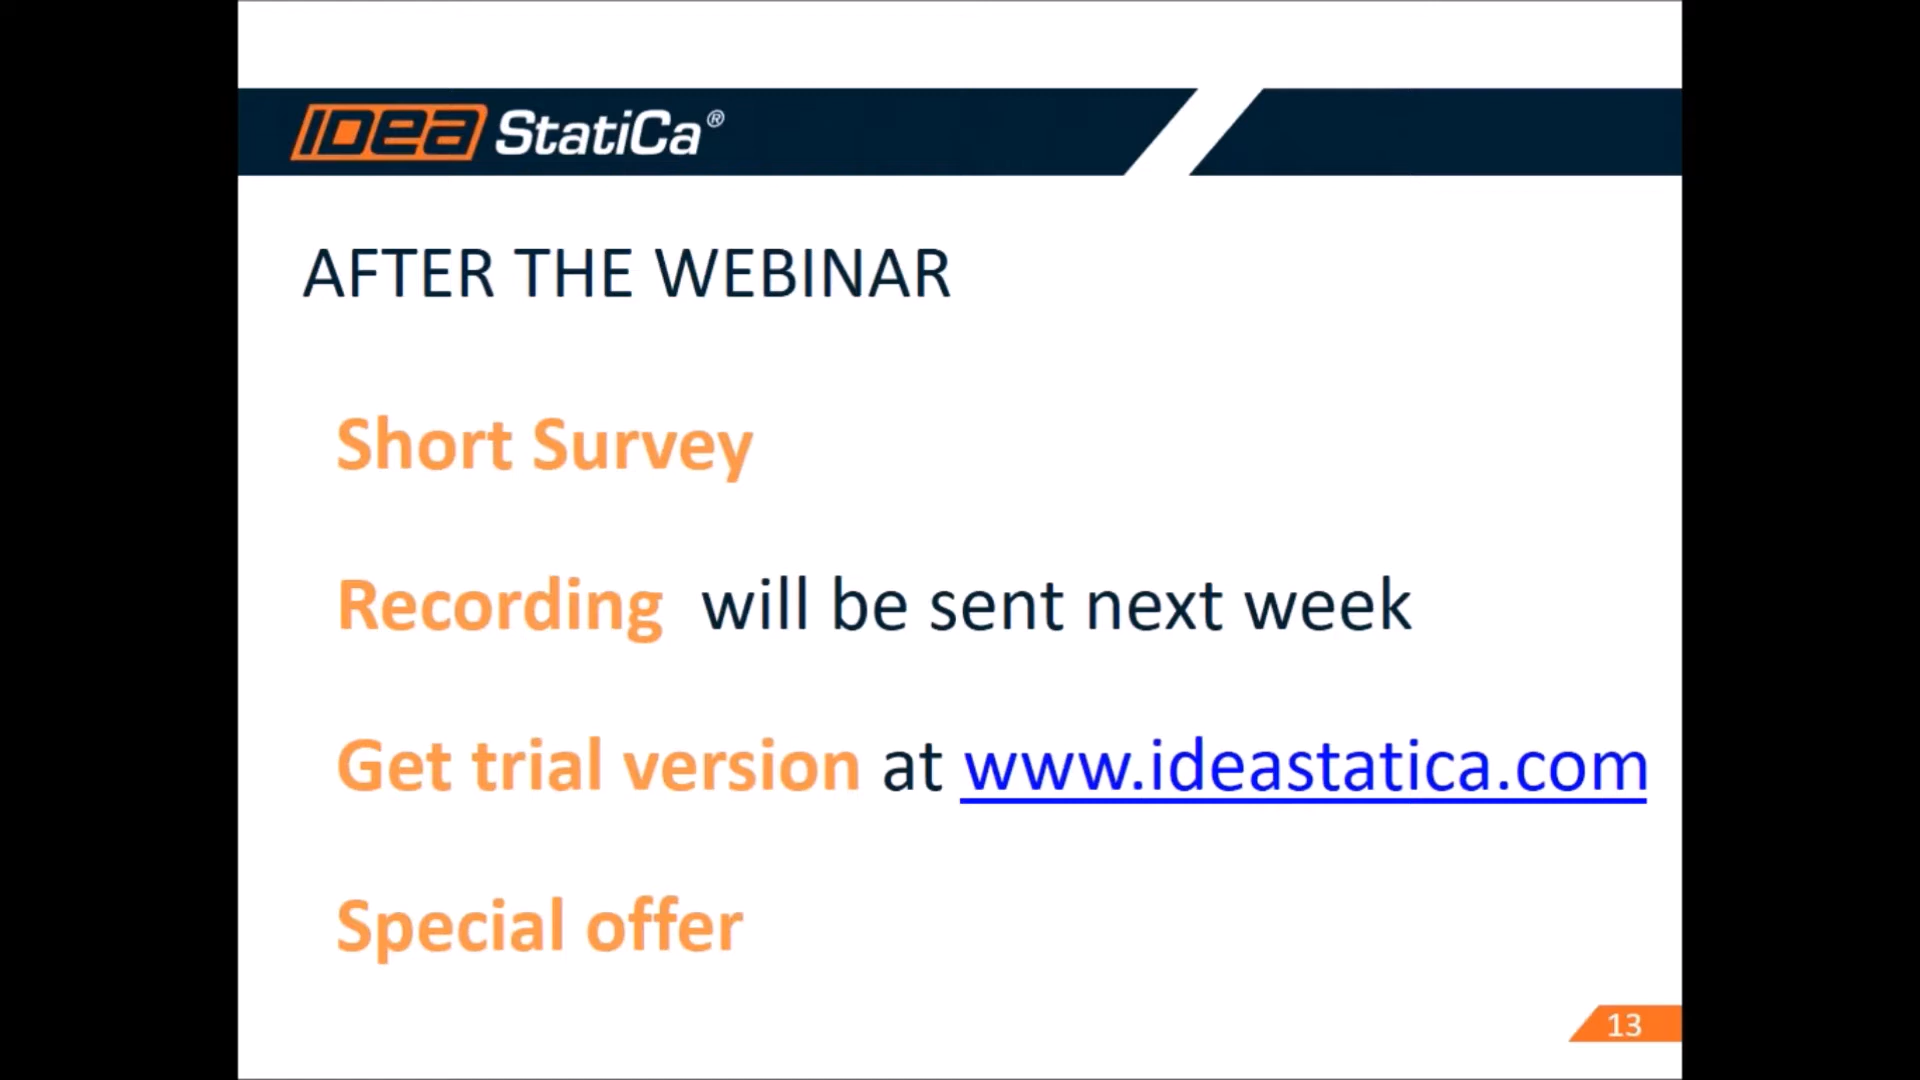 IDEA StatiCa®
AFTER THE WEBINAR
Short Survey
Recording will be sent next week
Get trial version at www.ideastatica.com
Special offer
13